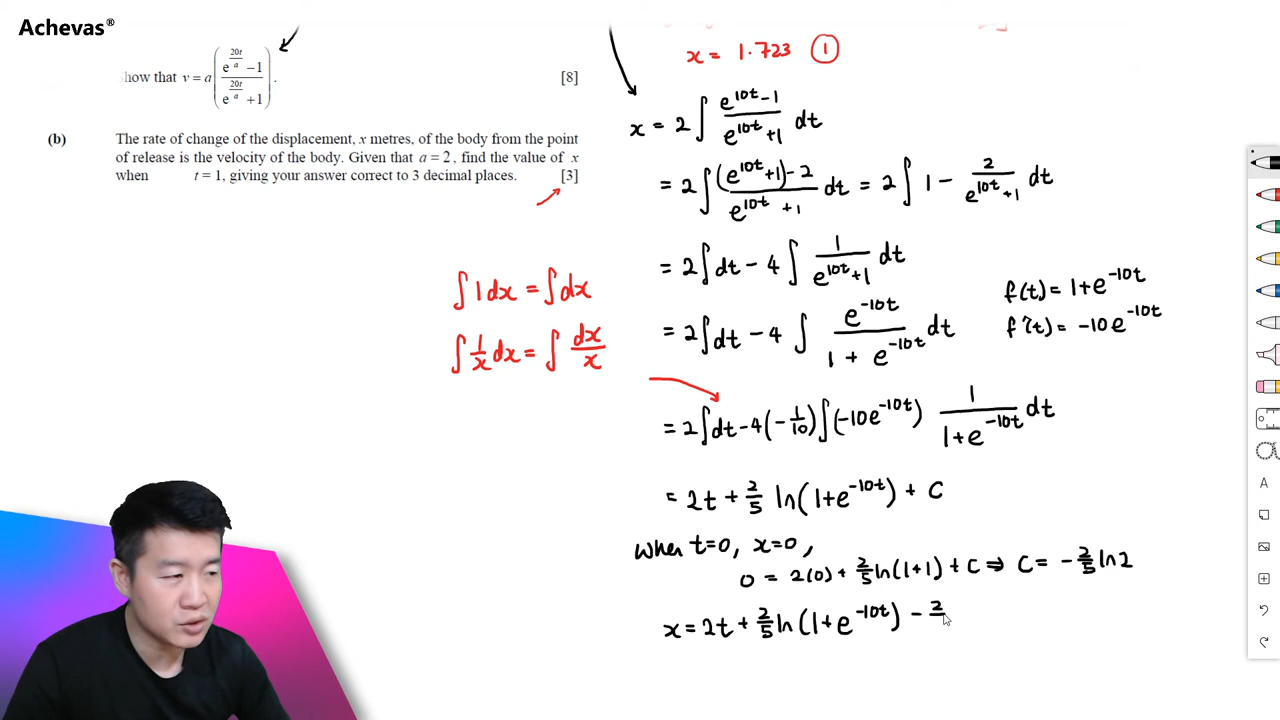 Achevas®
how that v = a ( (e^(20t/a) − 1) / (e^(20t/a) + 1) ) . [8]
(b) The rate of change of the displacement, x metres, of the body from the point
of release is the velocity of the body. Given that a = 2, find the value of x
when t = 1, giving your answer correct to 3 decimal places. [3]
∫ 1 dx = ∫ dx
∫ 1/x dx = ∫ dx/x
x = 1.723 ①
x = 2 ∫ (e^(10t) − 1)/(e^(10t) + 1) dt
= 2 ∫ ((e^(10t) + 1) − 2)/(e^(10t) + 1) dt = 2 ∫ 1 − 2/(e^(10t) + 1) dt
= 2 ∫ dt − 4 ∫ 1/(e^(10t) + 1) dt
= 2 ∫ dt − 4 ∫ e^(−10t)/(1 + e^(−10t)) dt
f(t) = 1 + e^(−10t)
f'(t) = −10e^(−10t)
= 2 ∫ dt − 4(−1/10) ∫ (−10e^(−10t)) 1/(1 + e^(−10t)) dt
= 2t + 2/5 ln(1 + e^(−10t)) + C
When t=0, x=0,
0 = 2(0) + 2/5 ln(1+1) + C ⇒ C = −2/5 ln2
x = 2t + 2/5 ln(1 + e^(−10t)) − 2
A